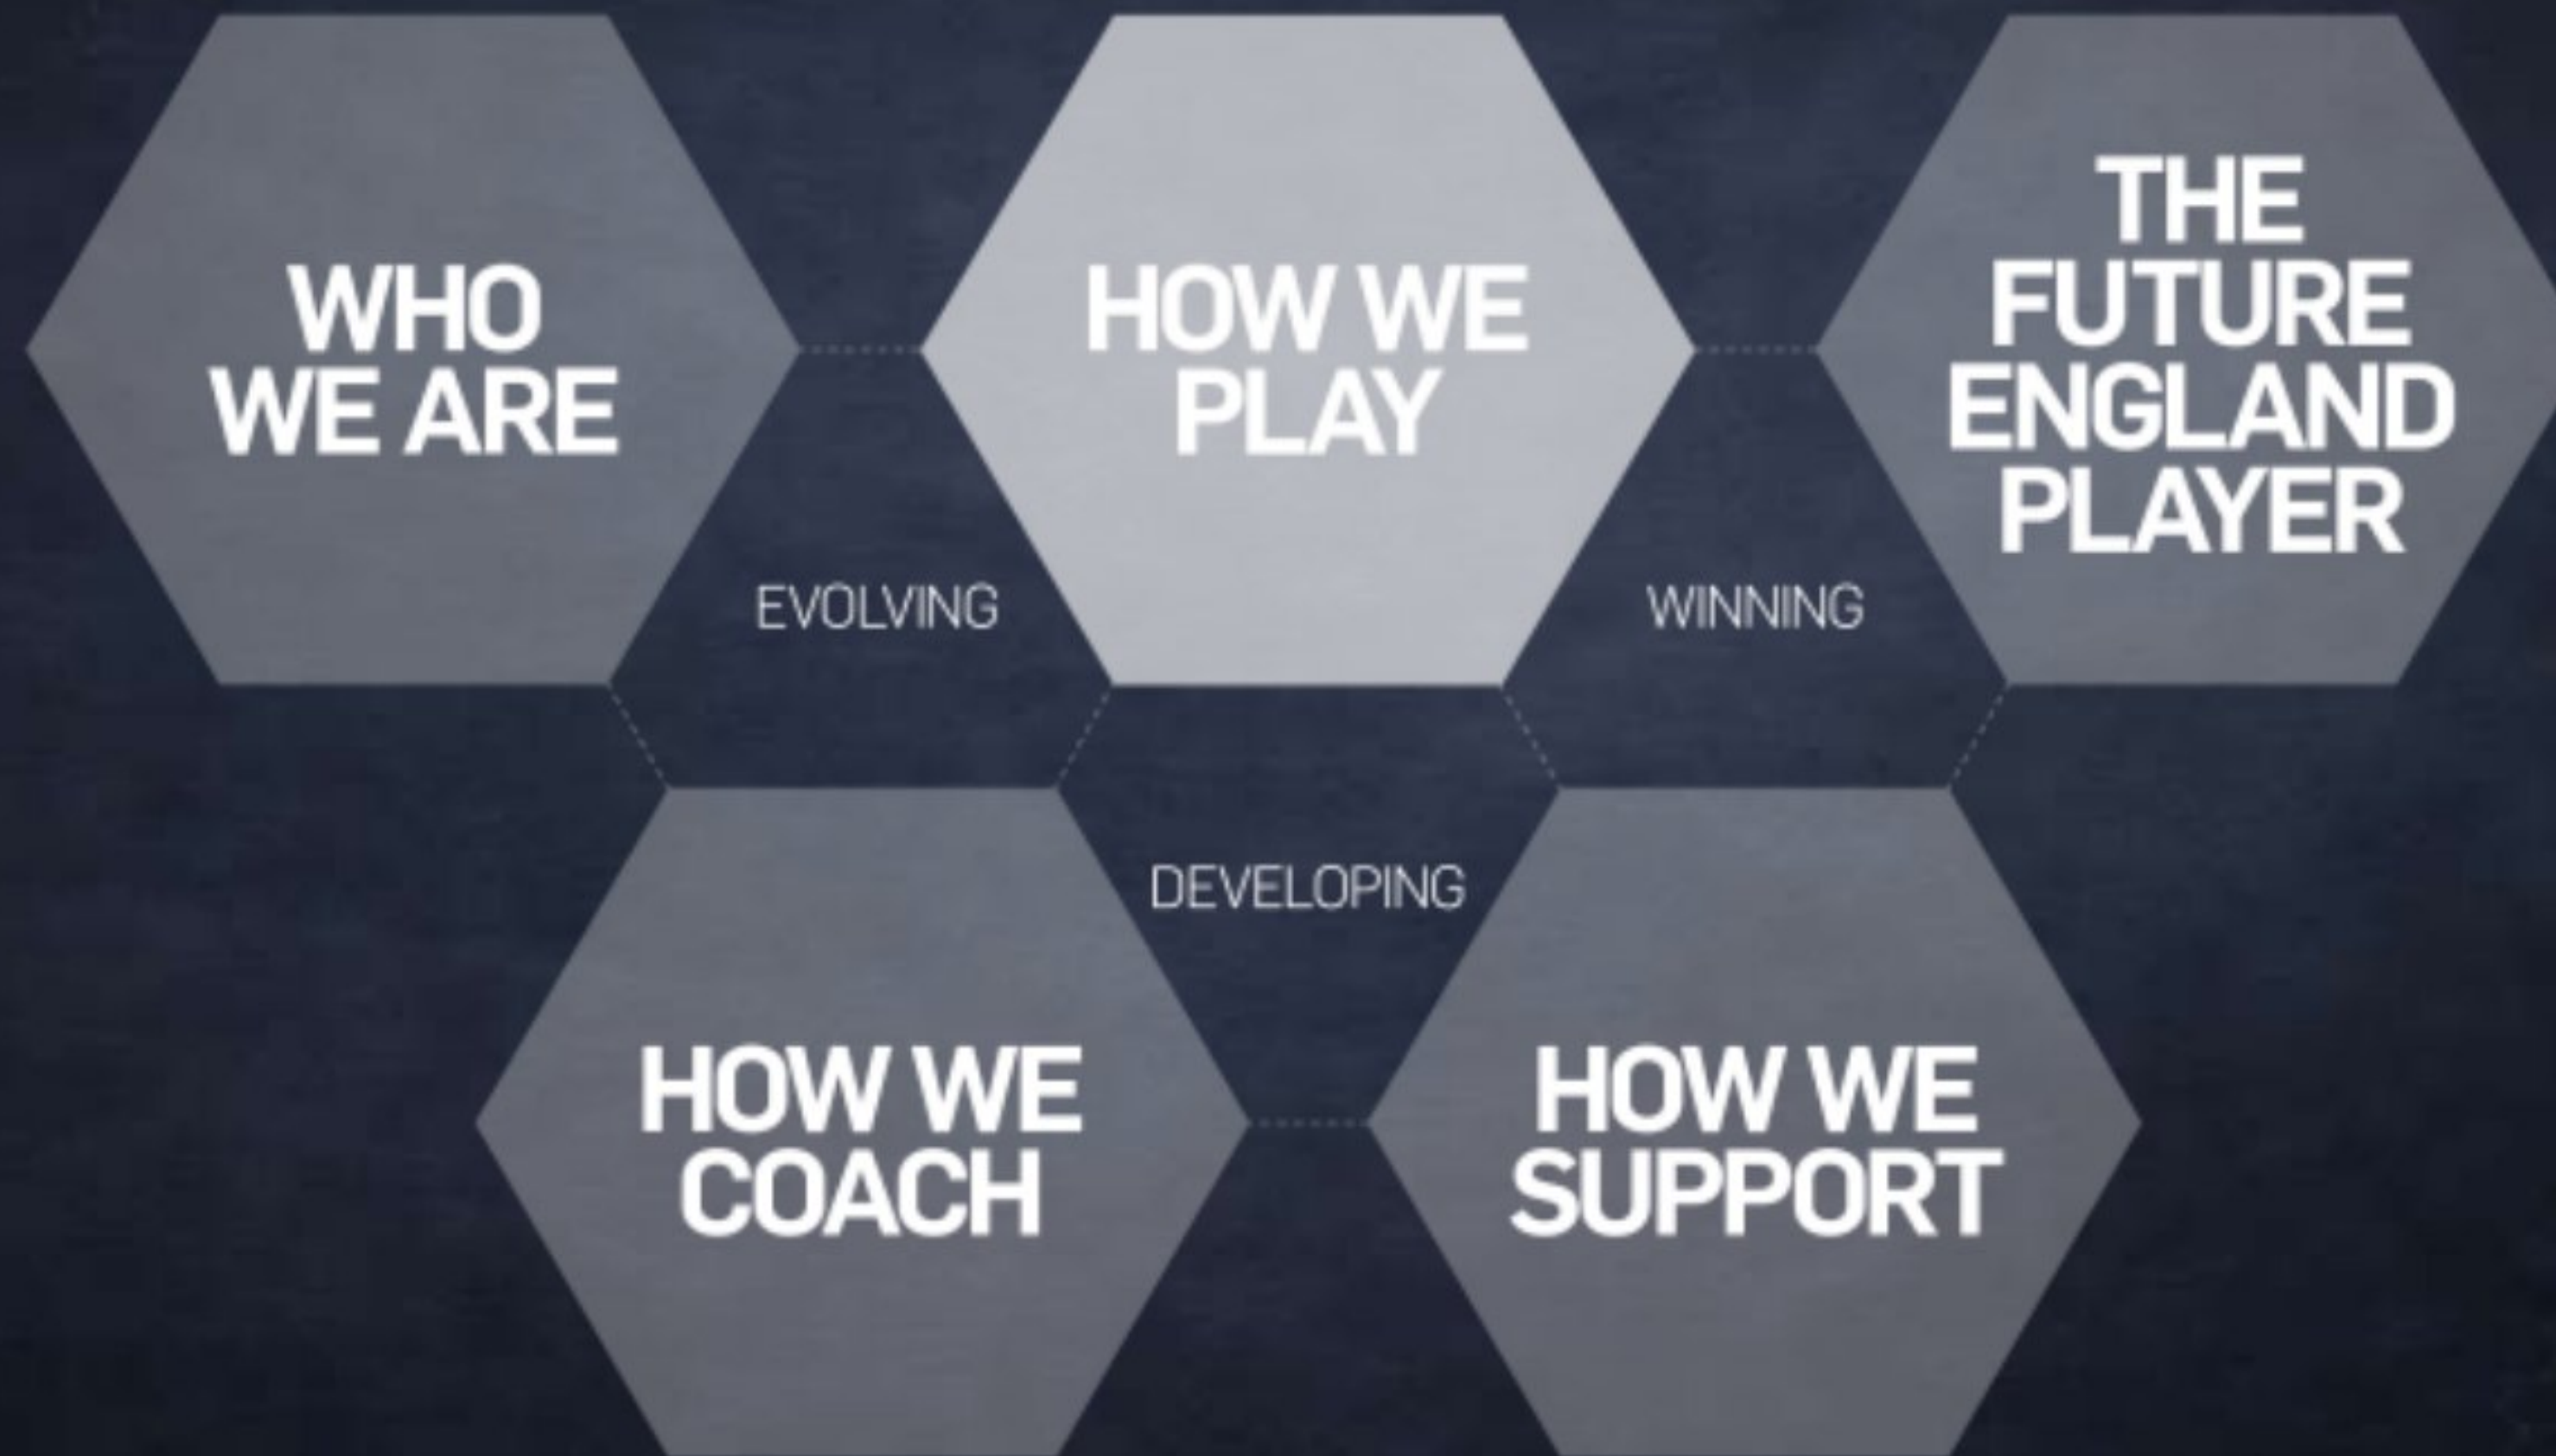 WHO
WE ARE
HOW WE
PLAY
THE
FUTURE
ENGLAND
PLAYER
EVOLVING
WINNING
DEVELOPING
HOW WE
COACH
HOW WE
SUPPORT